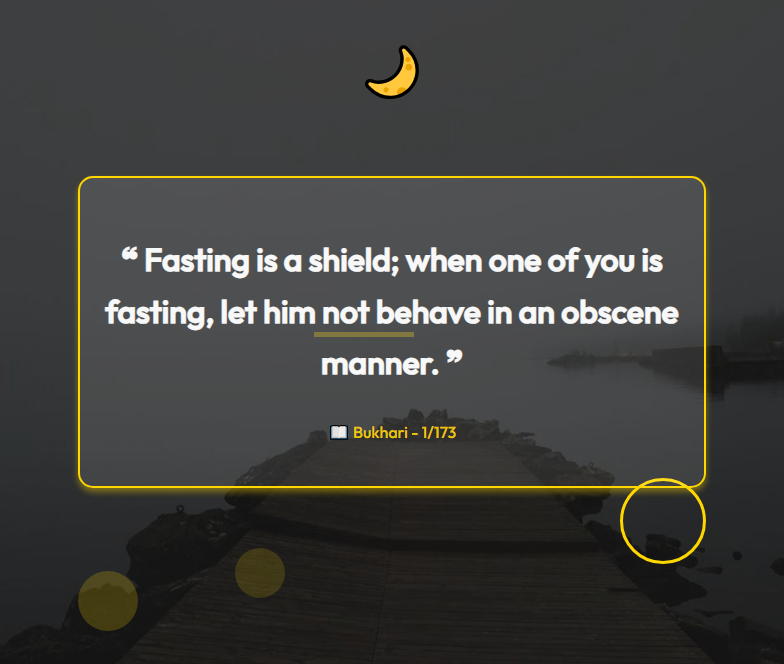 ❝ Fasting is a shield; when one of you is
fasting, let him not behave in an obscene
manner. ❞
📖 Bukhari - 1/173